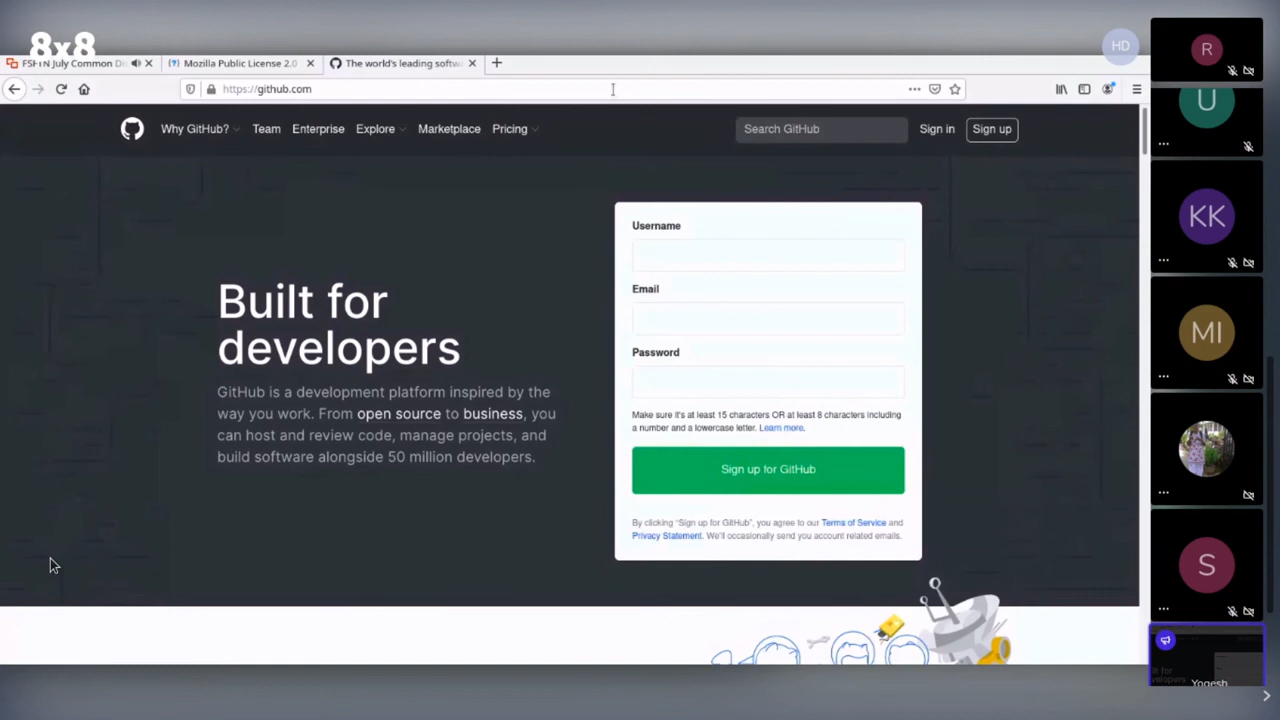 8x8
HD
R
FSFTN July Common Di
Mozilla Public License 2.0
The world's leading softwa
https://github.com
U
Why GitHub?
Team
Enterprise
Explore
Marketplace
Pricing
Search GitHub
Sign in
Sign up
KK
Username
Built for
developers
Email
MI
Password
GitHub is a development platform inspired by the
way you work. From open source to business, you
can host and review code, manage projects, and
build software alongside 50 million developers.
Make sure it's at least 15 characters OR at least 8 characters including
a number and a lowercase letter. Learn more.
Sign up for GitHub
By clicking "Sign up for GitHub", you agree to our Terms of Service and
Privacy Statement. We'll occasionally send you account related emails.
S
Yogesh